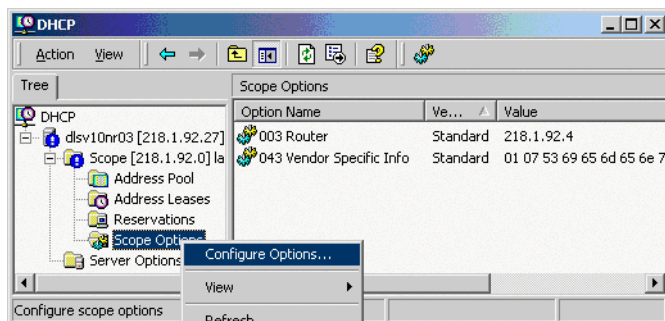 DHCP
Action View
Tree
Scope Options
DHCP
dlsv10nr03 [218.1.92.27]
Scope [218.1.92.0] la
Address Pool
Address Leases
Reservations
Scope Options
Server Options
Option Name Ve... Value
003 Router Standard 218.1.92.4
043 Vendor Specific Info Standard 01 07 53 69 65 6d 65 6e 7
Configure Options...
View
Refresh
Configure scope options